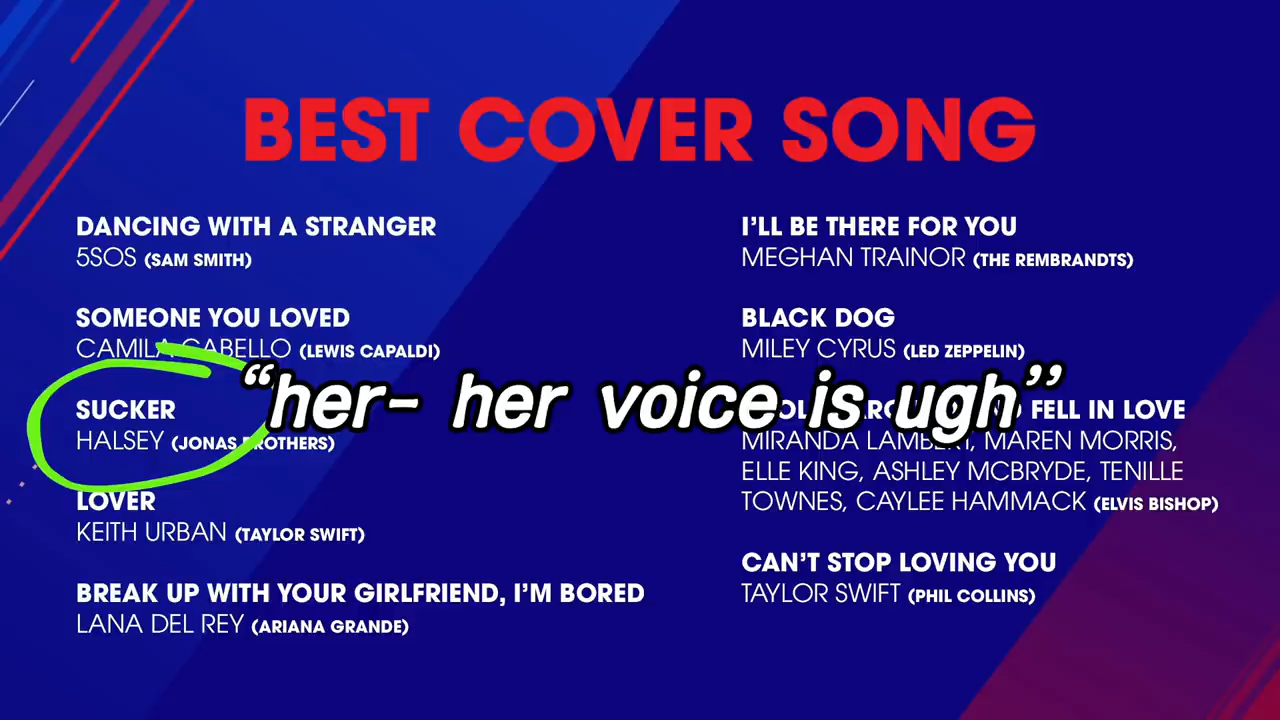 BEST COVER SONG
DANCING WITH A STRANGER
5SOS (SAM SMITH)
SOMEONE YOU LOVED
CAMILA CABELLO (LEWIS CAPALDI)
SUCKER
HALSEY (JONAS BROTHERS)
LOVER
KEITH URBAN (TAYLOR SWIFT)
BREAK UP WITH YOUR GIRLFRIEND, I'M BORED
LANA DEL REY (ARIANA GRANDE)
I'LL BE THERE FOR YOU
MEGHAN TRAINOR (THE REMBRANDTS)
BLACK DOG
MILEY CYRUS (LED ZEPPELIN)
FELL IN LOVE
MIRANDA LAMBERT, MAREN MORRIS,
ELLE KING, ASHLEY MCBRYDE, TENILLE
TOWNES, CAYLEE HAMMACK (ELVIS BISHOP)
CAN'T STOP LOVING YOU
TAYLOR SWIFT (PHIL COLLINS)
“her- her voice is ugh”